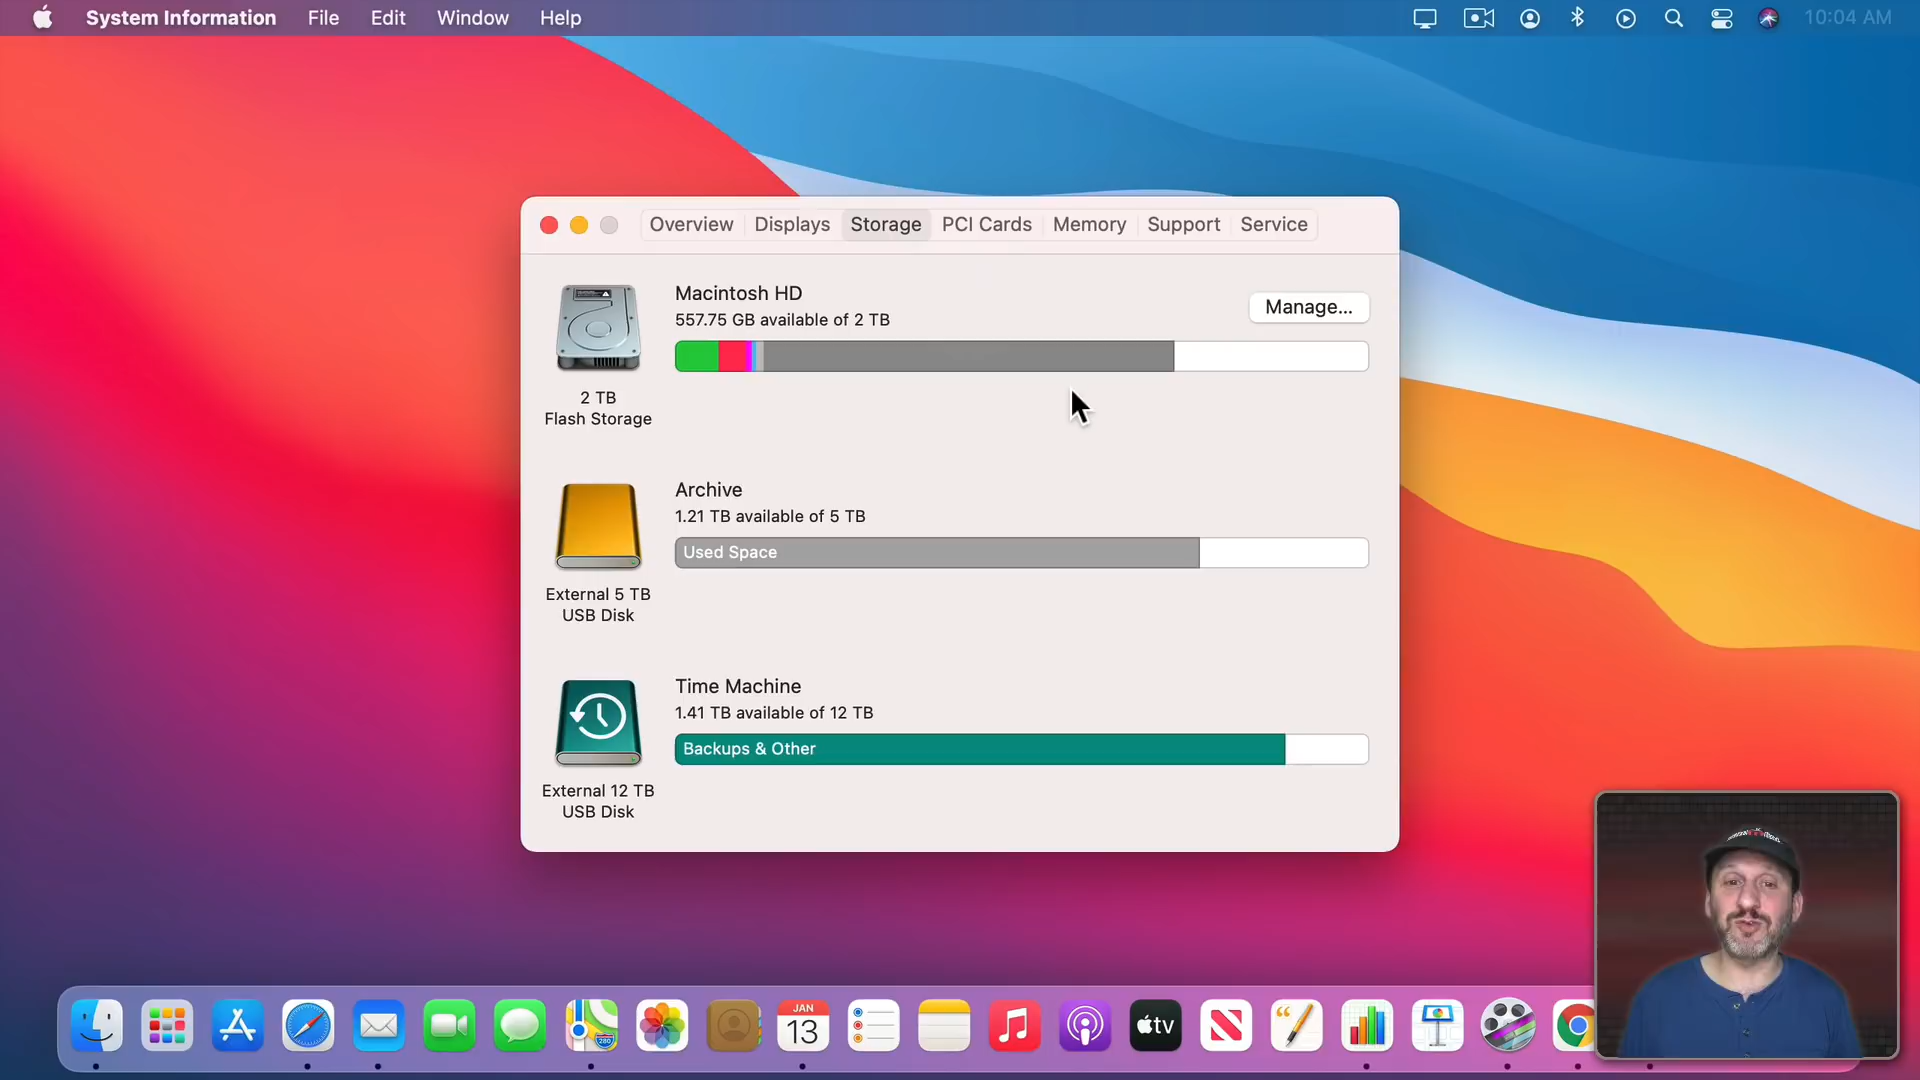 System Information File Edit Window Help 10:04 AM
Overview Displays Storage PCI Cards Memory Support Service
Macintosh HD
557.75 GB available of 2 TB
Manage...
2 TB
Flash Storage
Archive
1.21 TB available of 5 TB
Used Space
External 5 TB
USB Disk
Time Machine
1.41 TB available of 12 TB
Backups & Other
External 12 TB
USB Disk
JAN
13
280
tv